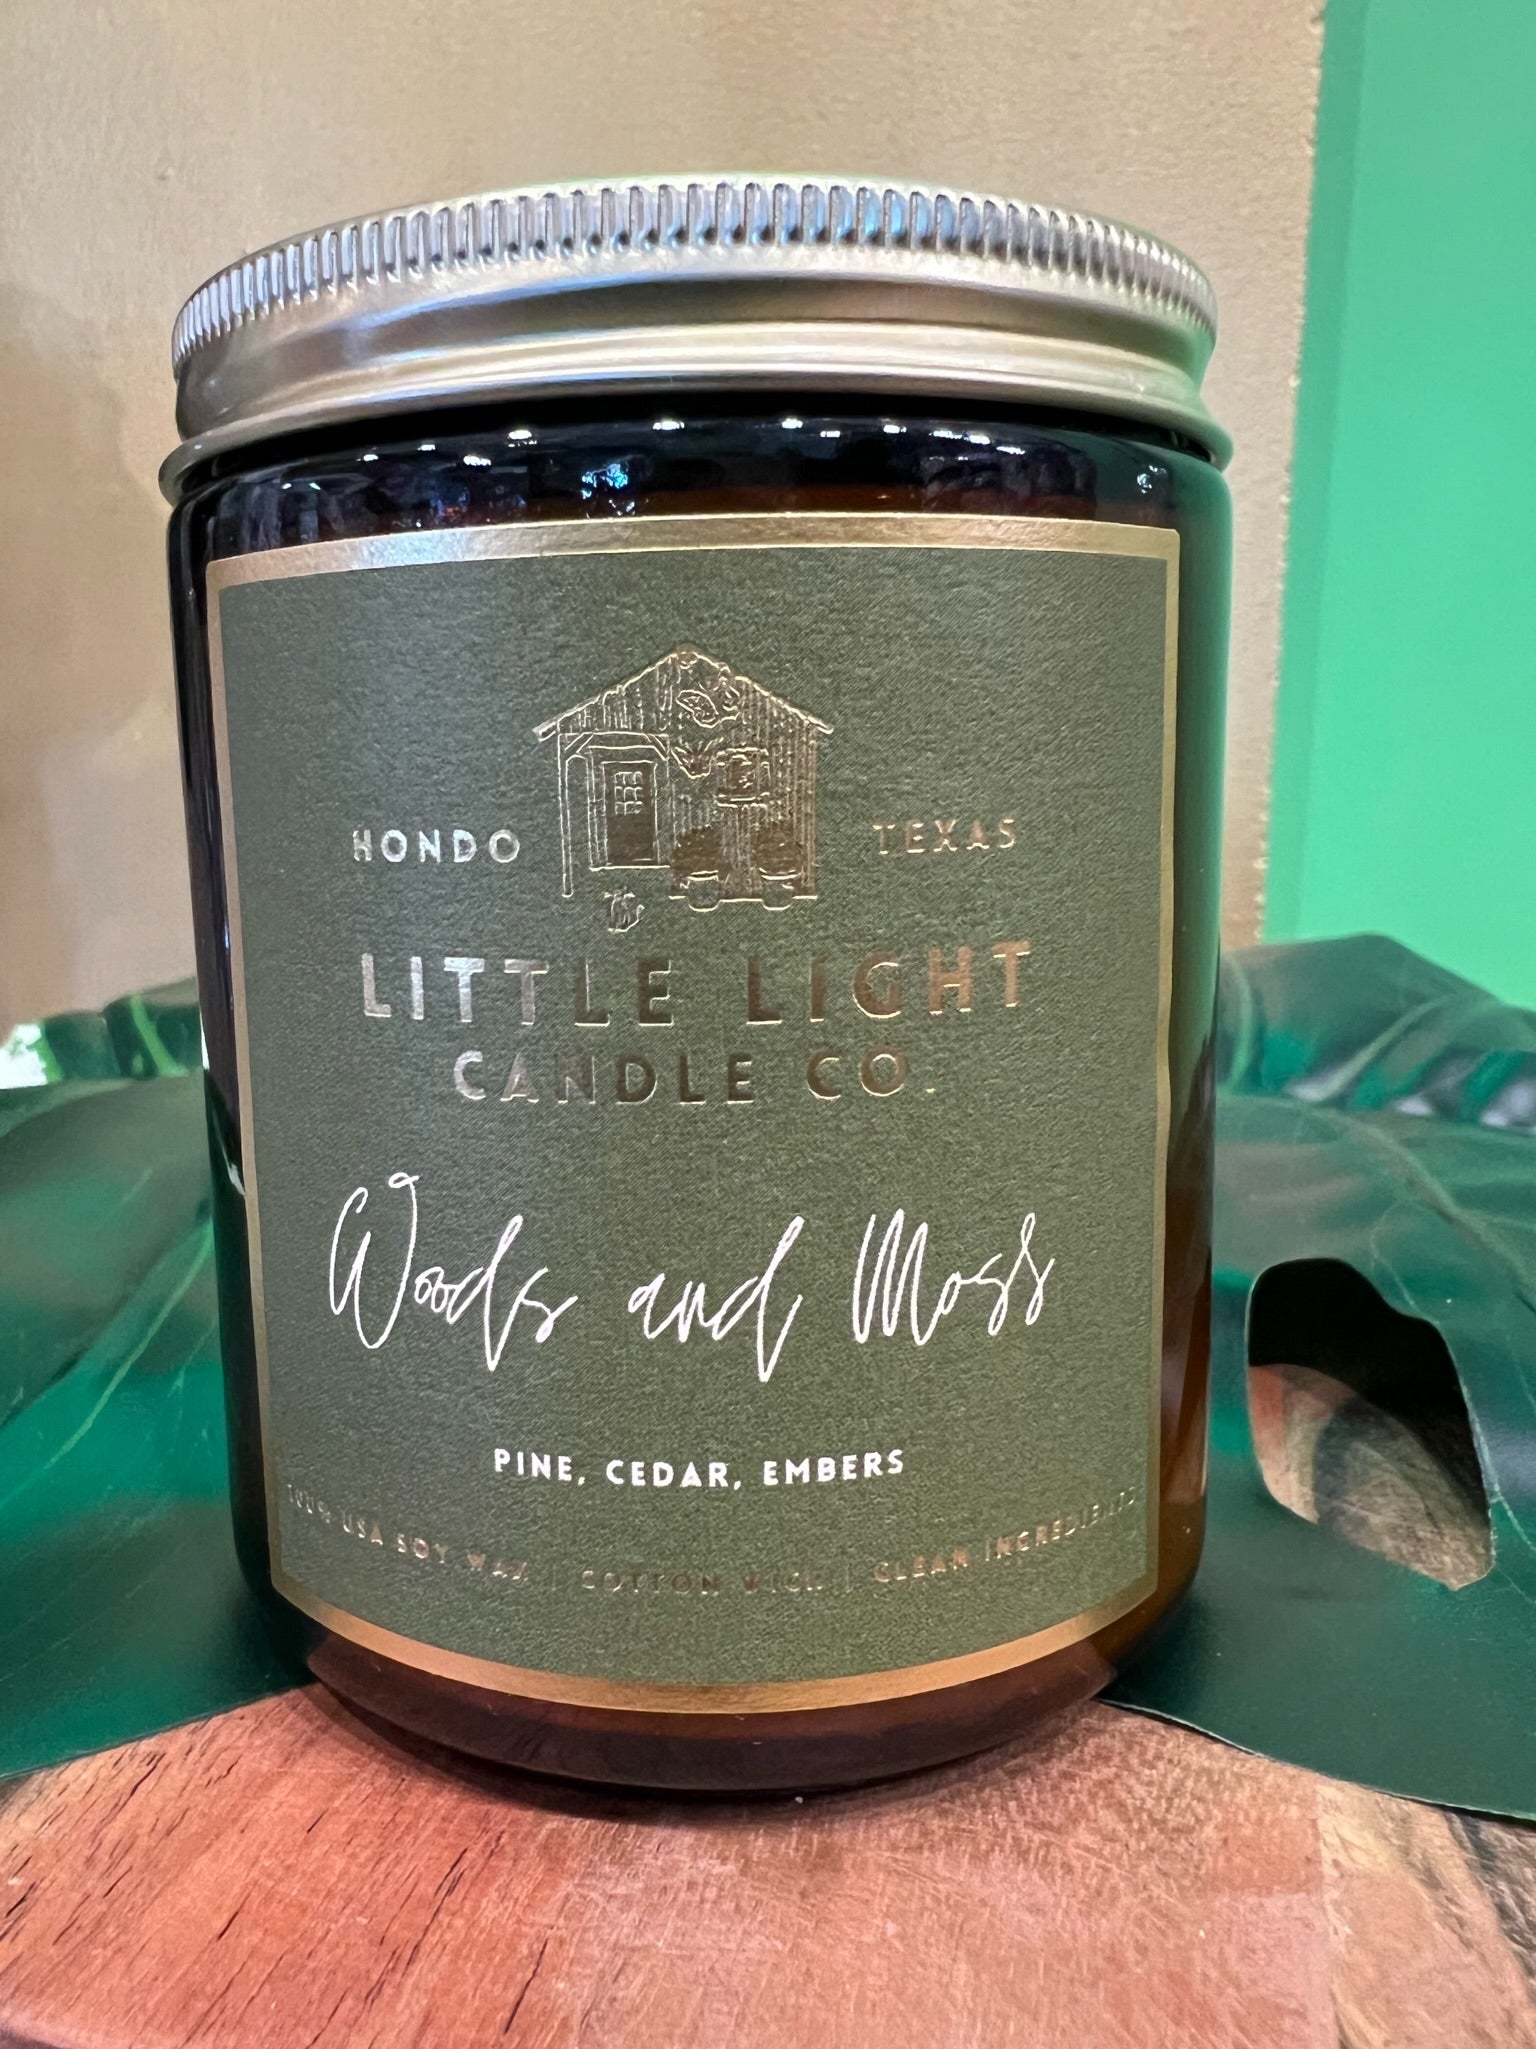 HONDO TEXAS
LITTLE LIGHT
CANDLE CO.
Woods and Moss
PINE, CEDAR, EMBERS
100% USA SOY WAX | COTTON WICK | CLEAN INGREDIENTS